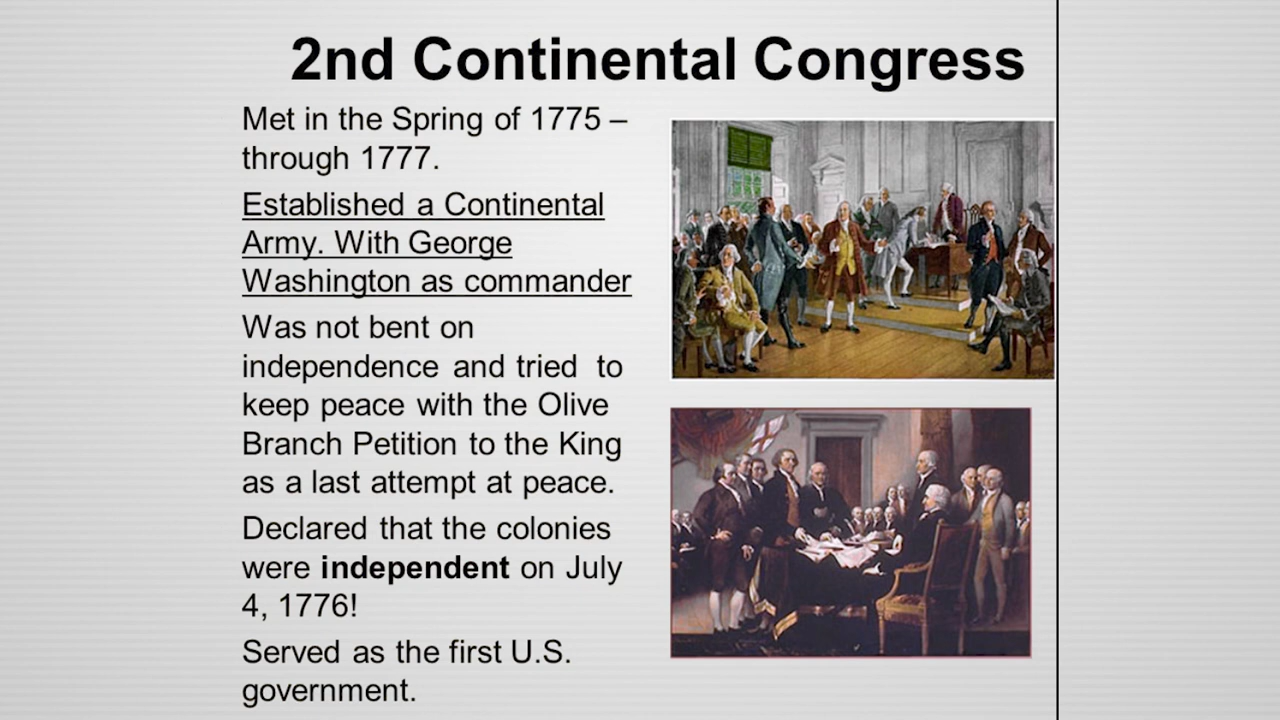 2nd Continental Congress
Met in the Spring of 1775 –
through 1777.
Established a Continental
Army. With George
Washington as commander
Was not bent on
independence and tried to
keep peace with the Olive
Branch Petition to the King
as a last attempt at peace.
Declared that the colonies
were independent on July
4, 1776!
Served as the first U.S.
government.